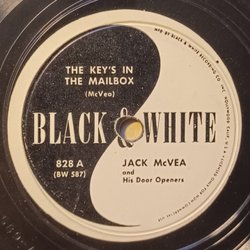 THE KEY'S IN
THE MAILBOX
(McVea)
BLACK & WHITE
828 A
(BW 587)
JACK McVEA
and
His Door Openers